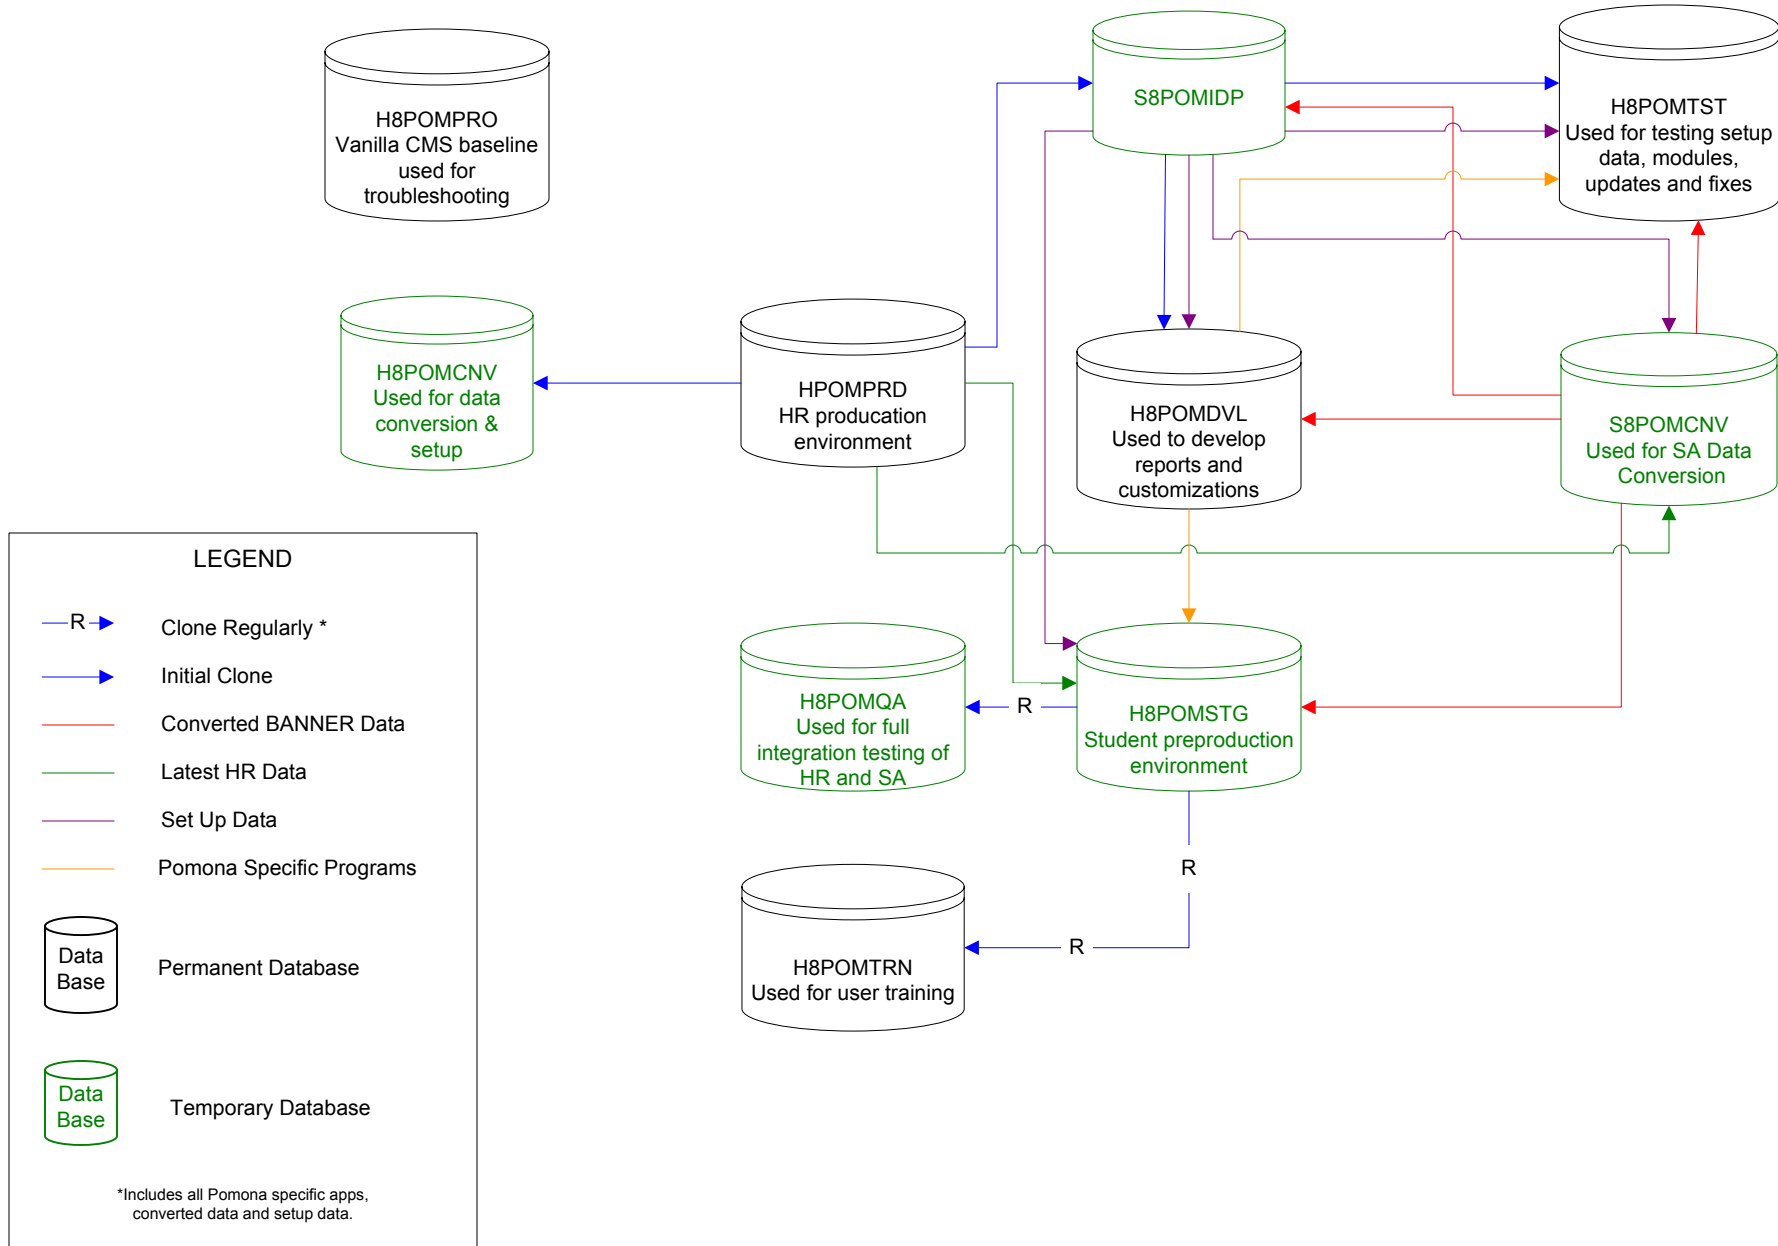 H8POMPRO
Vanilla CMS baseline
used for
troubleshooting
S8POMIDP
H8POMTST
Used for testing setup
data, modules,
updates and fixes
H8POMCNV
Used for data
conversion &
setup
HPOMPRD
HR producation
environment
H8POMDVL
Used to develop
reports and
customizations
S8POMCNV
Used for SA Data
Conversion
H8POMQA
Used for full
integration testing of
HR and SA
R
H8POMSTG
Student preproduction
environment
R
R
H8POMTRN
Used for user training
LEGEND
R
Clone Regularly *
Initial Clone
Converted BANNER Data
Latest HR Data
Set Up Data
Pomona Specific Programs
Data
Base
Permanent Database
Data
Base
Temporary Database
*Includes all Pomona specific apps,
converted data and setup data.